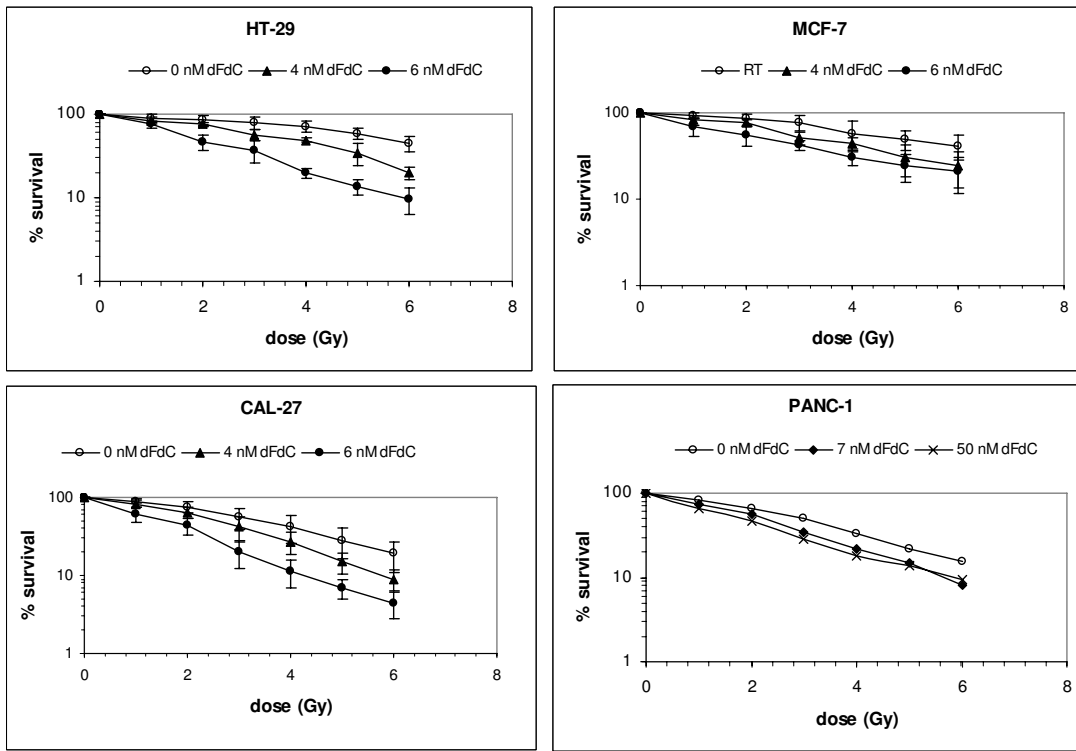 HT-29
0 nM dFdC 4 nM dFdC 6 nM dFdC
100
10
1
% survival
0 2 4 6 8
dose (Gy)
MCF-7
RT 4 nM dFdC 6 nM dFdC
100
10
1
% survival
0 2 4 6 8
dose (Gy)
CAL-27
0 nM dFdC 4 nM dFdC 6 nM dFdC
100
10
1
% survival
0 2 4 6 8
dose (Gy)
PANC-1
0 nM dFdC 7 nM dFdC 50 nM dFdC
100
10
1
% survival
0 2 4 6 8
dose (Gy)